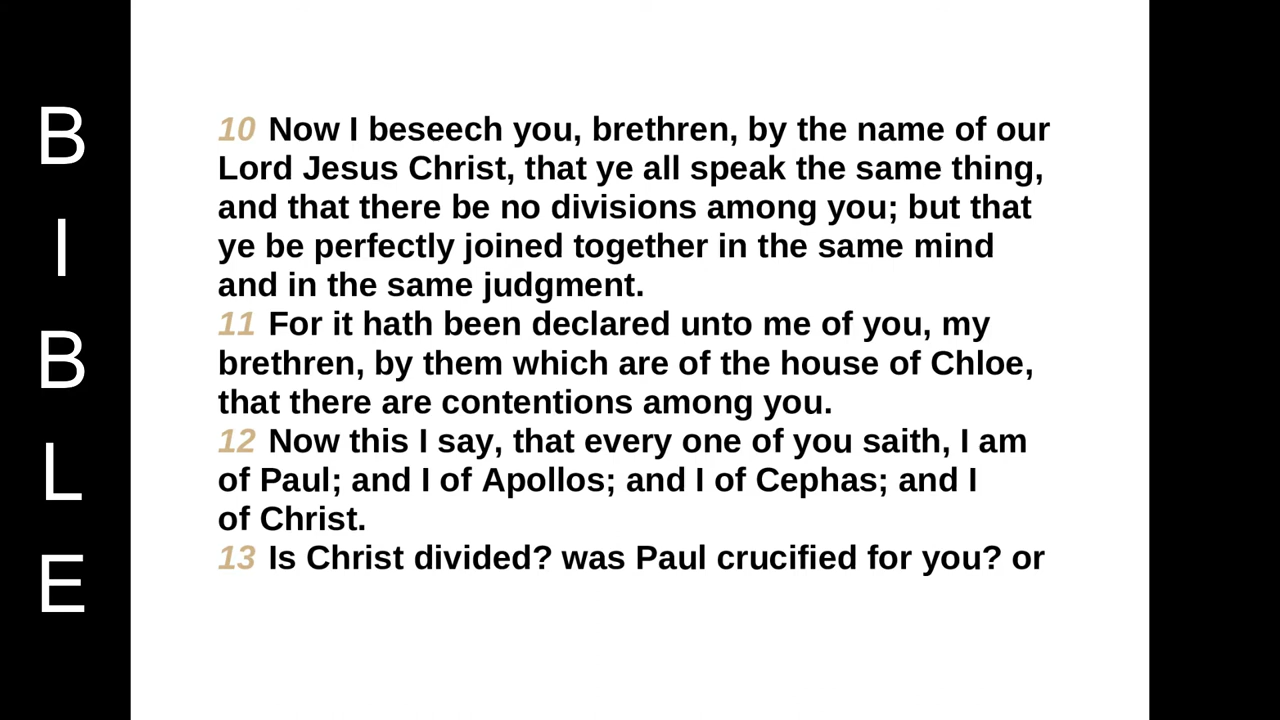 BIBLE
10 Now I beseech you, brethren, by the name of our
Lord Jesus Christ, that ye all speak the same thing,
and that there be no divisions among you; but that
ye be perfectly joined together in the same mind
and in the same judgment.
11 For it hath been declared unto me of you, my
brethren, by them which are of the house of Chloe,
that there are contentions among you.
12 Now this I say, that every one of you saith, I am
of Paul; and I of Apollos; and I of Cephas; and I
of Christ.
13 Is Christ divided? was Paul crucified for you? or